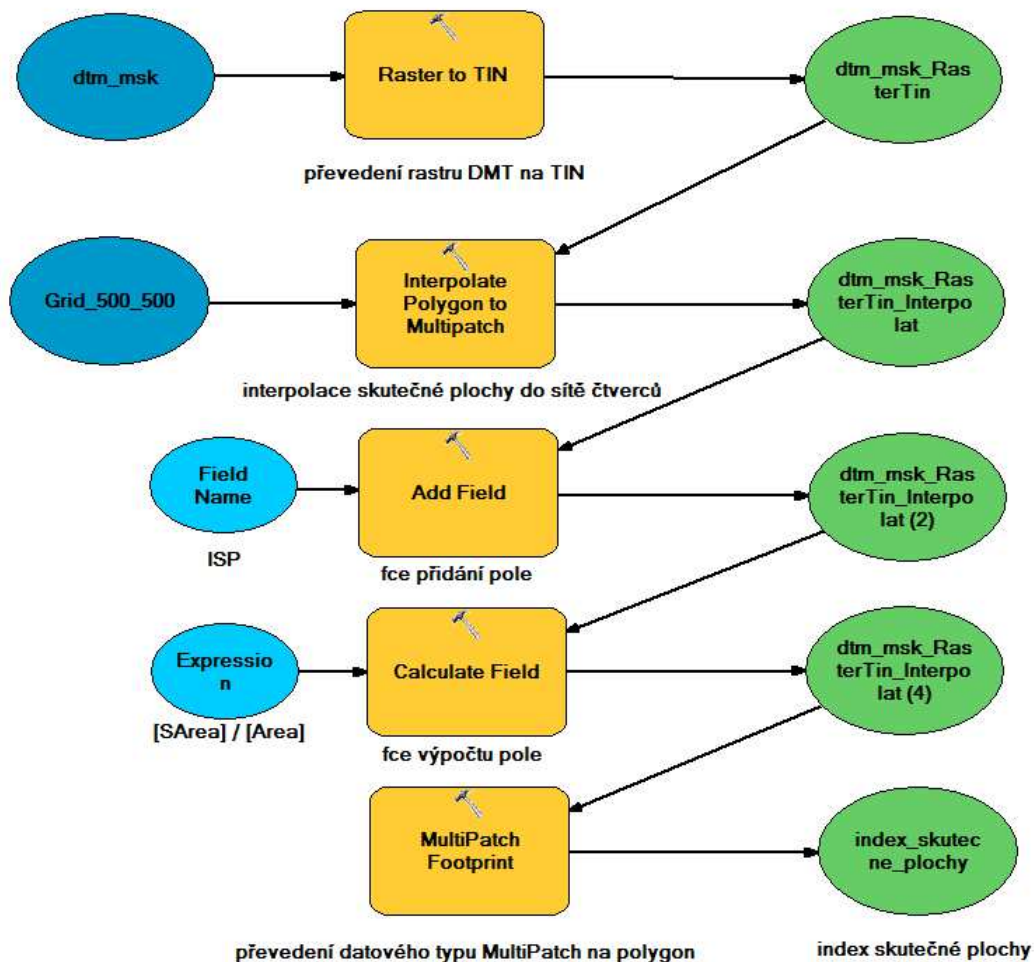 dtm_msk
Raster to TIN
dtm_msk_Ras
terTin
převedení rastru DMT na TIN
Grid_500_500
Interpolate
Polygon to
Multipatch
dtm_msk_Ras
terTin_Interpo
lat
interpolace skutečné plochy do sítě čtverců
Field
Name
Add Field
dtm_msk_Ras
terTin_Interpo
lat (2)
ISP
fce přidání pole
Expressio
n
Calculate Field
dtm_msk_Ras
terTin_Interpo
lat (4)
[SArea] / [Area]
fce výpočtu pole
MultiPatch
Footprint
index_skutec
ne_plochy
převedení datového typu MultiPatch na polygon
index skutečné plochy